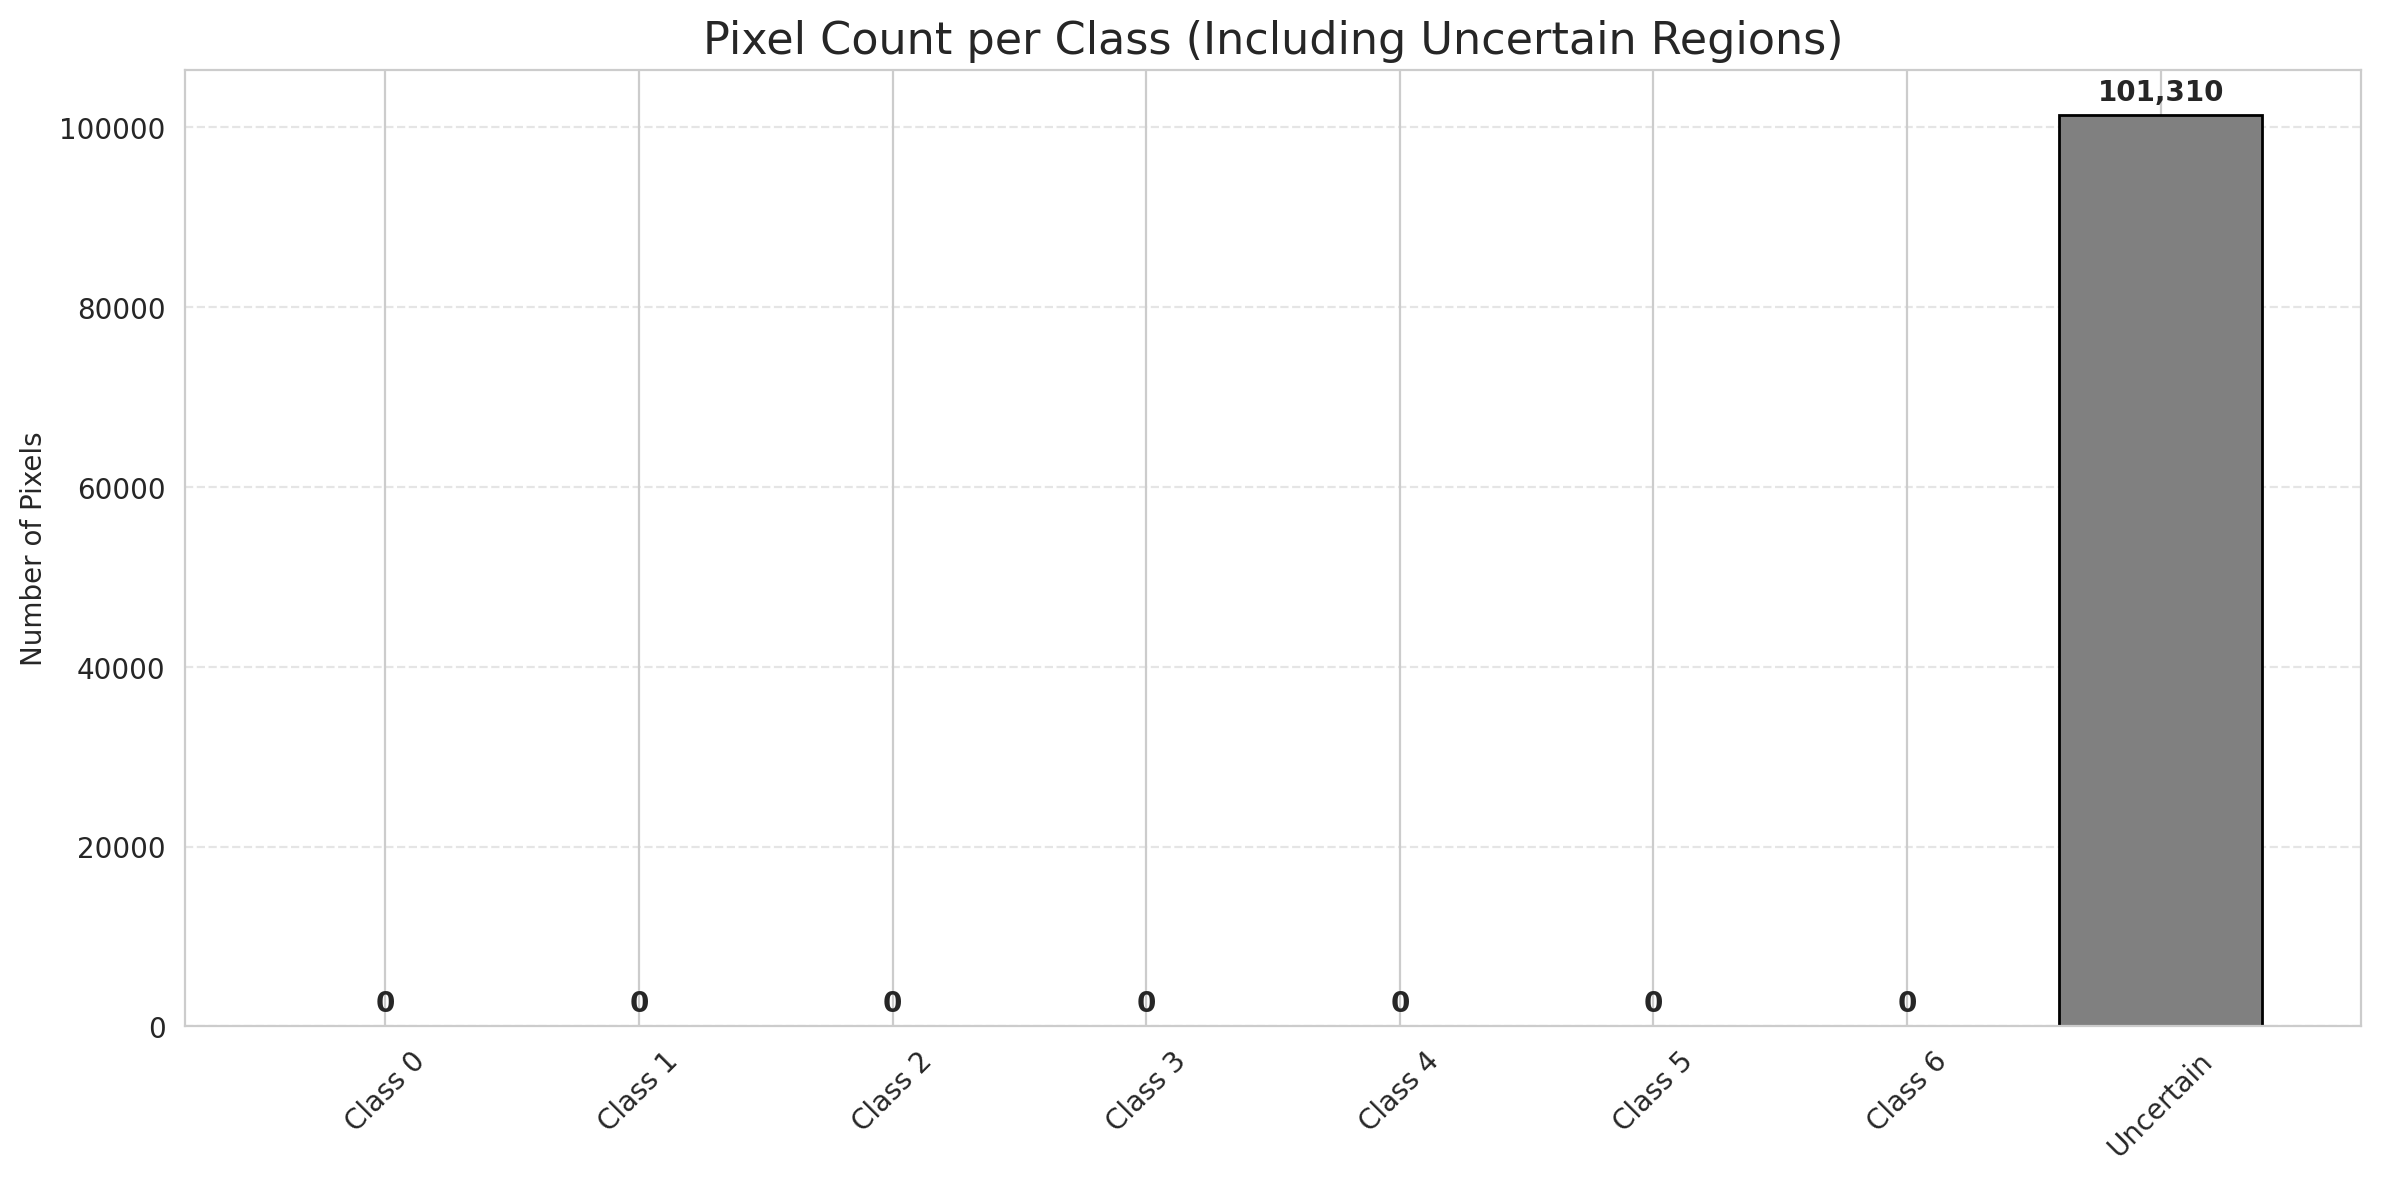 Pixel Count per Class (Including Uncertain Regions)
101,310
100000
80000
60000
40000
20000
0
Number of Pixels
0
0
0
0
0
0
0
Class 0
Class 1
Class 2
Class 3
Class 4
Class 5
Class 6
Uncertain